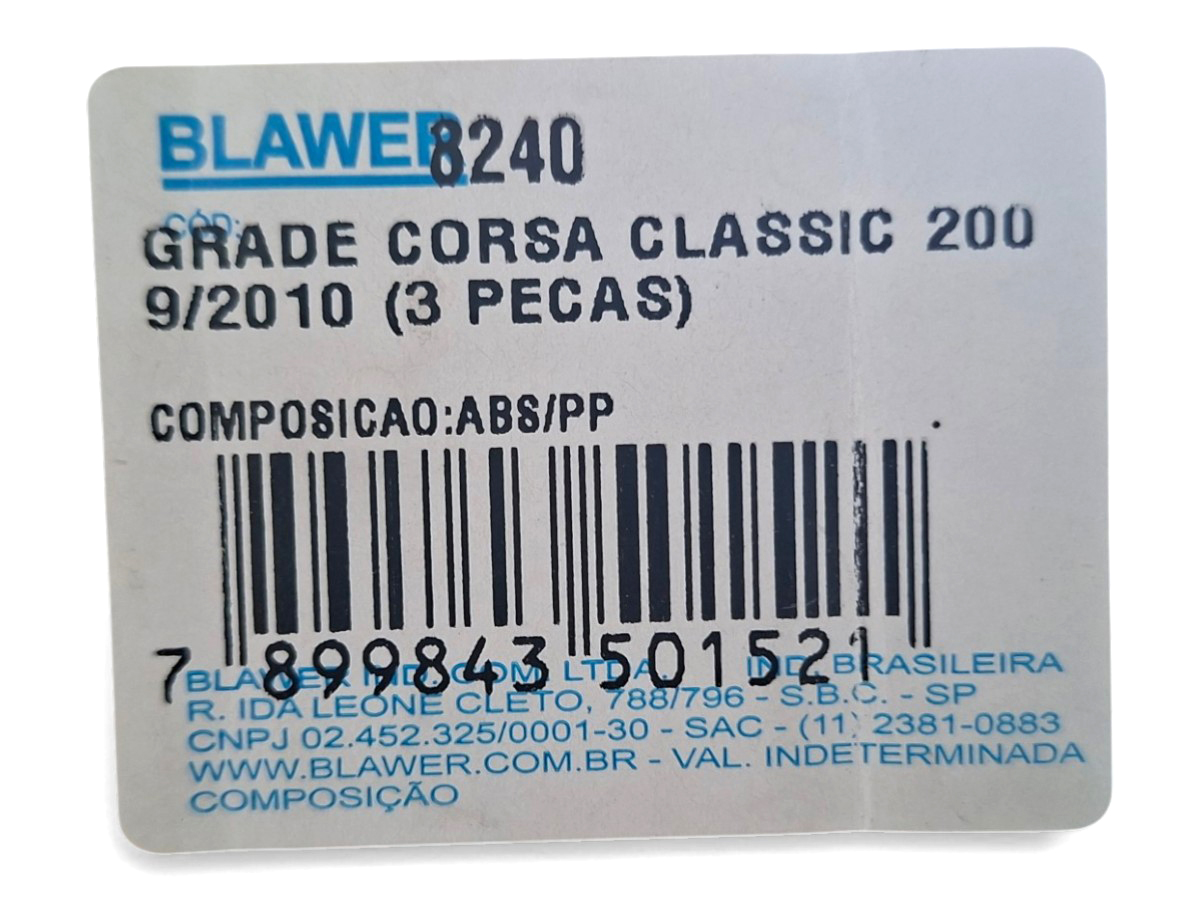 BLAWER 8240
CÓD:
GRADE CORSA CLASSIC 200
9/2010 (3 PECAS)
COMPOSICAO:ABS/PP
7 899843 501521
BLAWER IND. COM. LTDA. IND. BRASILEIRA
R. IDA LEONE CLETO, 788/796 - S.B.C. - SP
CNPJ 02.452.325/0001-30 - SAC - (11) 2381-0883
WWW.BLAWER.COM.BR - VAL. INDETERMINADA
COMPOSIÇÃO